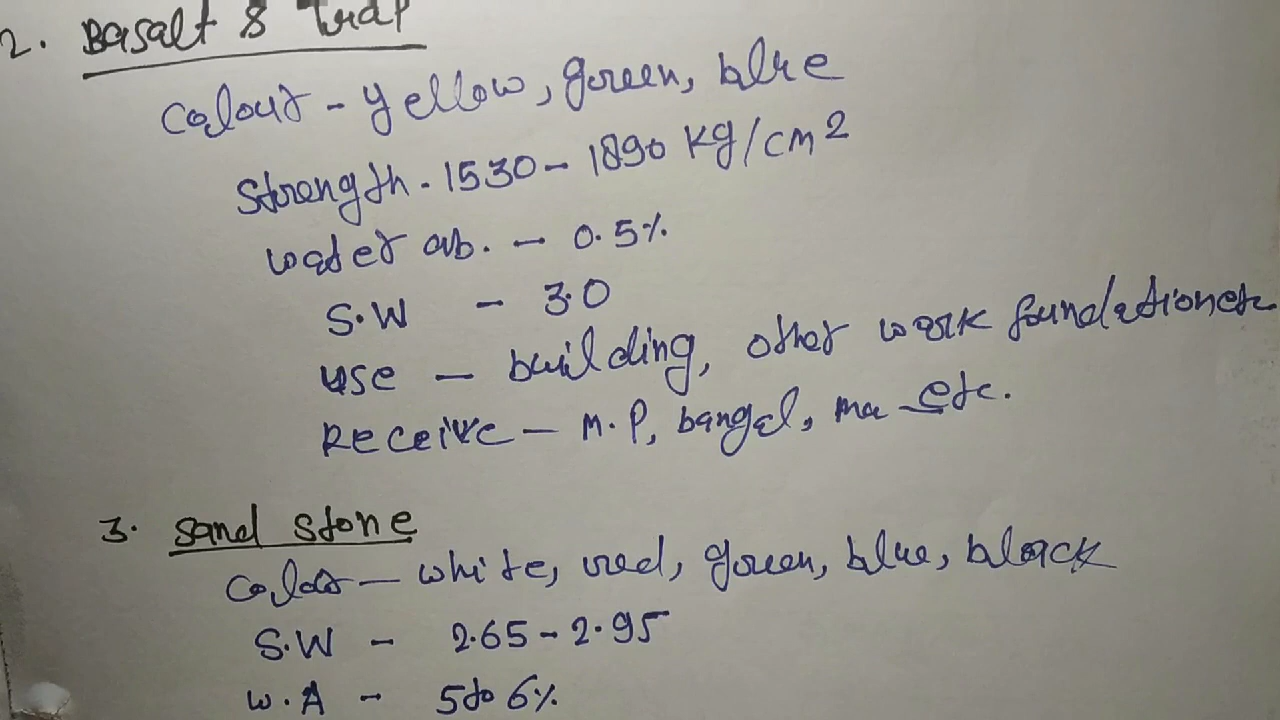 2. Basalt & Trap
Colour - Yellow, green, blue
Strength - 1530 - 1890 Kg/cm2
water ab. - 0.5%
S.W - 3.0
use - building, other work foundation etc
Receive - M.P, bangal, ma etc.
3. Sand stone
Color - white, red, green, blue, black
S.W - 2.65 - 2.95
W.A - 5 to 6%